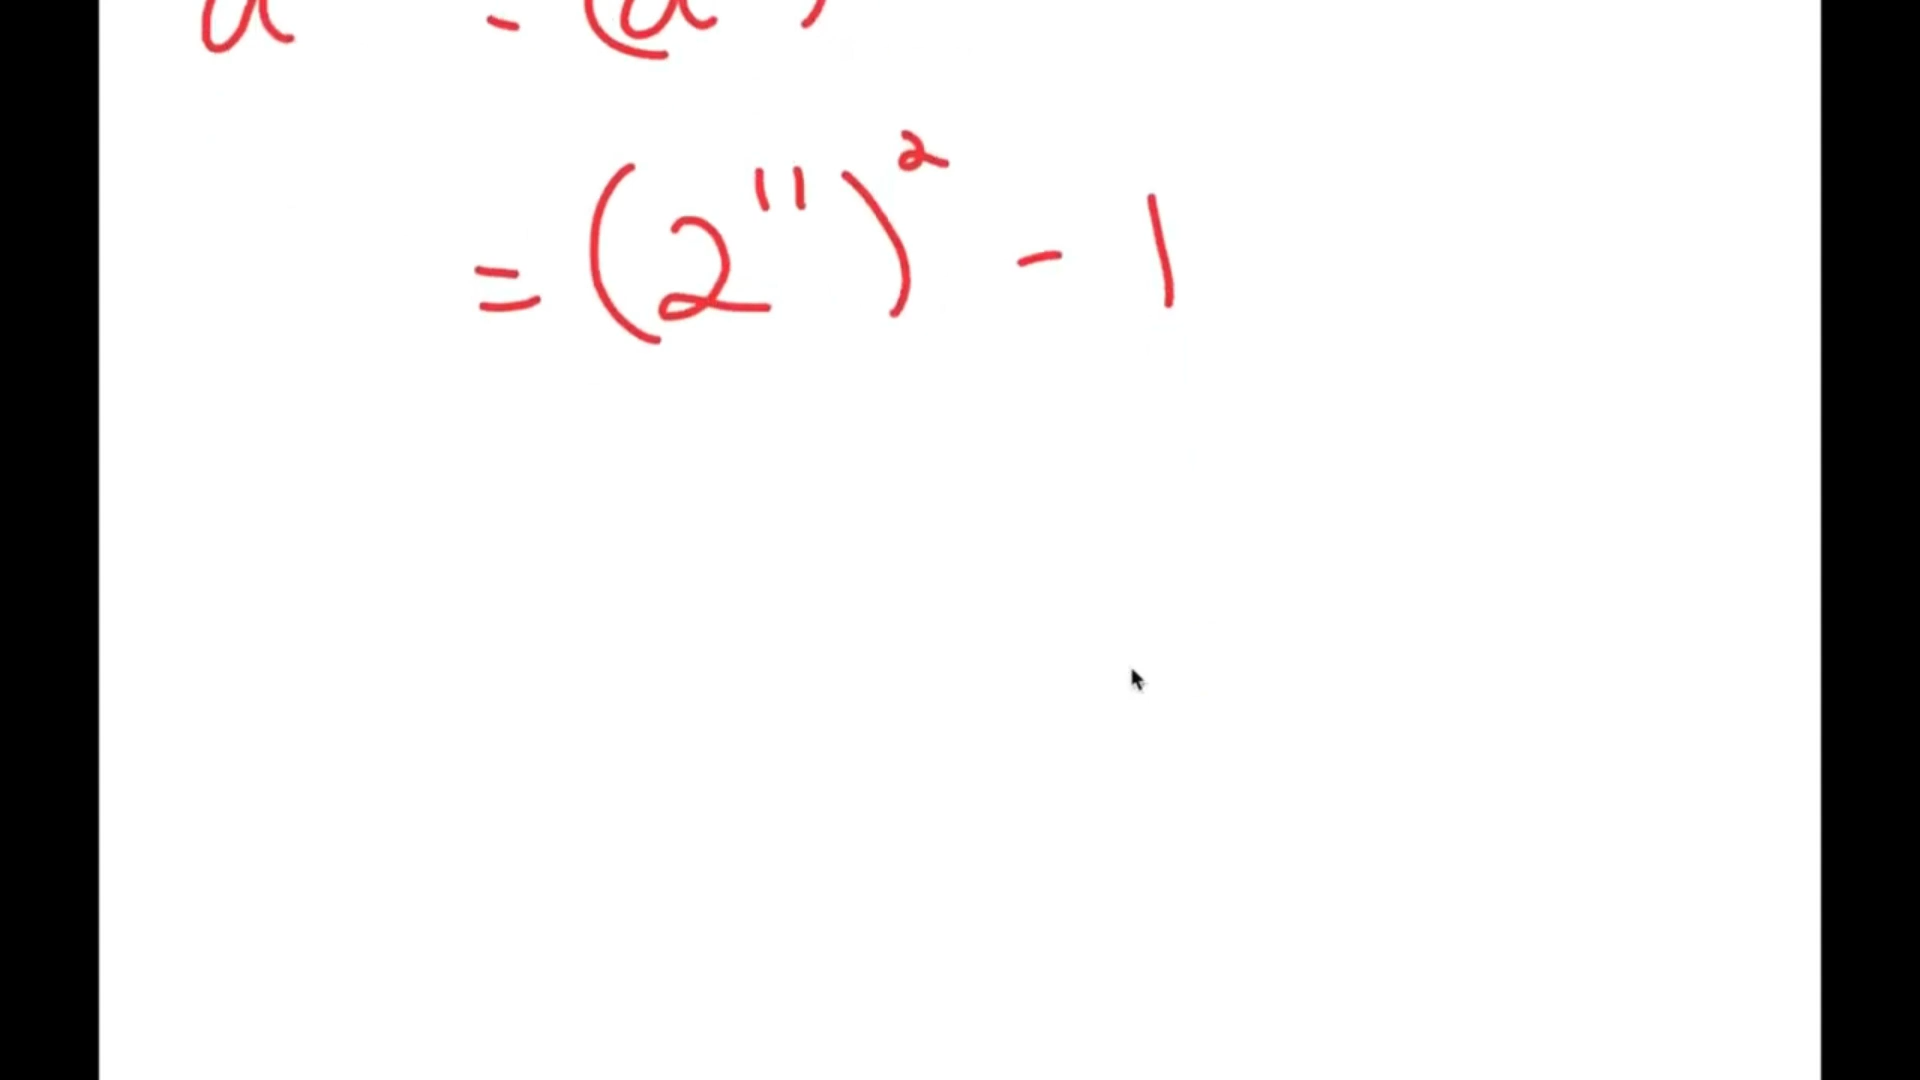 = (2¹¹)² - 1